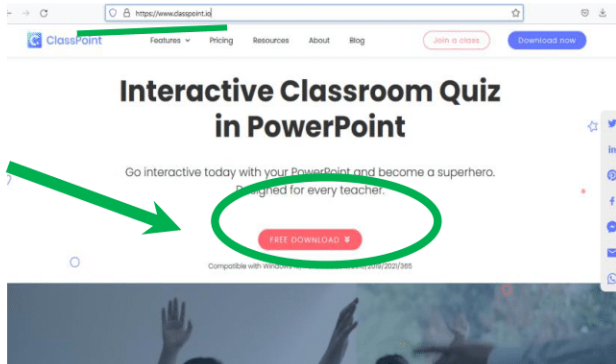 https://www.classpoint.io
ClassPoint Features Pricing Resources About Blog Join a class Download now
Interactive Classroom Quiz
in PowerPoint
Go interactive today with your PowerPoint and become a superhero.
Designed for every teacher.
FREE DOWNLOAD
Compatible with /2019/2021/365